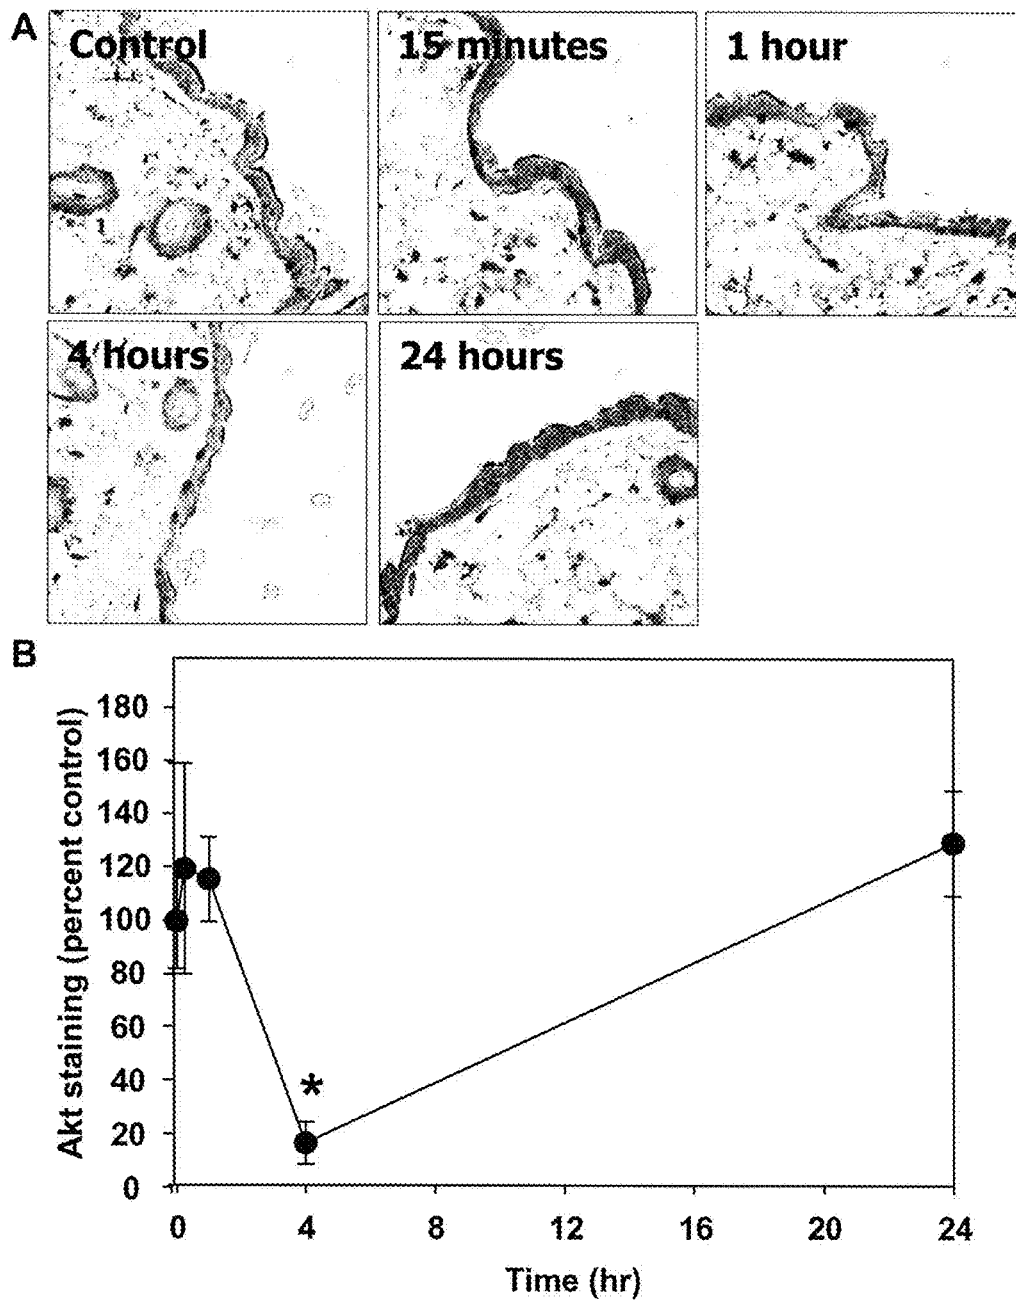 A
Control
15 minutes
1 hour
4 hours
24 hours
B
Akt staining (percent control)
180
160
140
120
100
80
60
40
20
0
*
0 4 8 12 16 20 24
Time (hr)